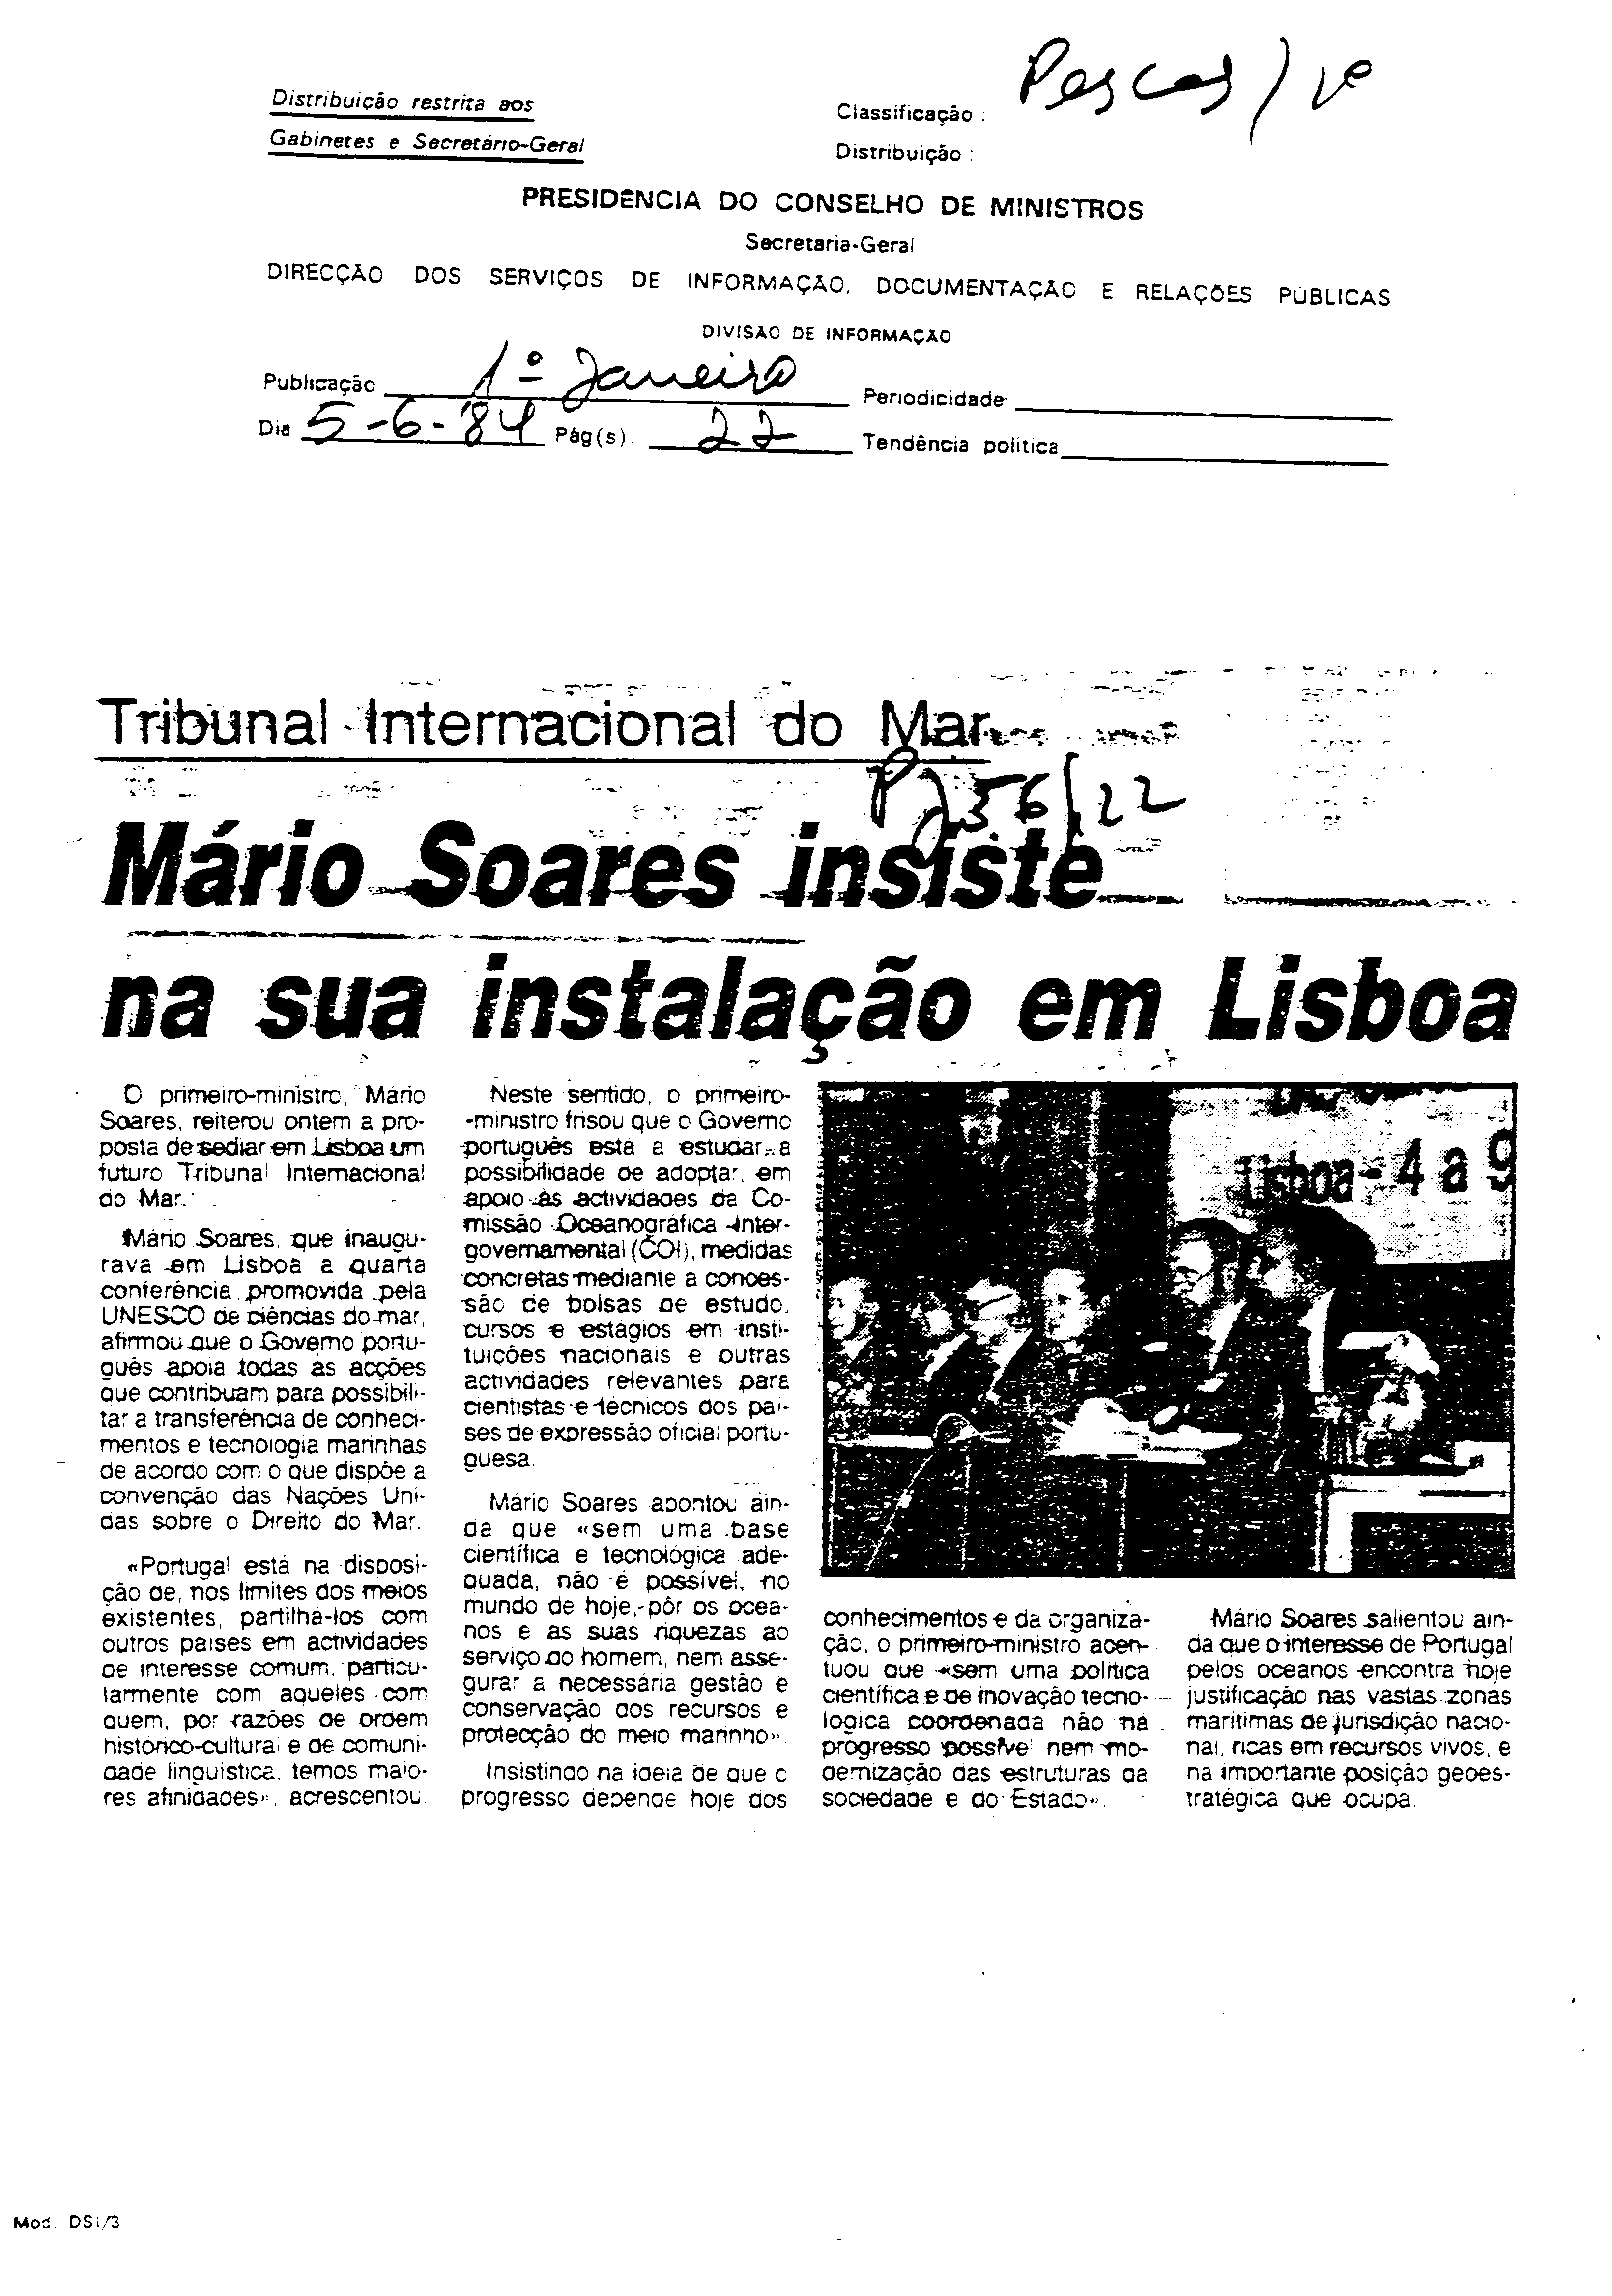 Distribuição restrita aos
Gabinetes e Secretário-Geral
Classificação : Pescas /
Distribuição :
PRESIDÊNCIA DO CONSELHO DE MINISTROS
Secretaria-Geral
DIRECÇÃO DOS SERVIÇOS DE INFORMAÇÃO, DOCUMENTAÇÃO E RELAÇÕES PÚBLICAS
DIVISÃO DE INFORMAÇÃO
Publicação 1º Janeiro Periodicidade
Dia 5-6-'84 Pág(s). 22 Tendência política
Tribunal Internacional do Mar
Mário Soares insiste
na sua instalação em Lisboa
O primeiro-ministro, Mário
Soares, reiterou ontem a pro-
posta de sediar em Lisboa um
futuro Tribunal Internacional
do Mar.
Mário Soares, que inaugu-
rava em Lisboa a quarta
conferência promovida pela
UNESCO de ciências do mar,
afirmou que o Governo portu-
guês apoia todas as acções
que contribuam para possibili-
tar a transferência de conheci-
mentos e tecnologia marinhas
de acordo com o que dispõe a
convenção das Nações Uni-
das sobre o Direito do Mar.
«Portugal está na disposi-
ção de, nos limites dos meios
existentes, partilhá-los com
outros países em actividades
de interesse comum, particu-
larmente com aqueles com
quem, por razões de ordem
histórico-cultural e de comuni-
dade linguística, temos maio-
res afinidades», acrescentou.
Neste sentido, o primeiro-
-ministro frisou que o Governo
português está a estudar a
possibilidade de adoptar, em
apoio às actividades da Co-
missão Oceanográfica Inter-
governamental (COI), medidas
concretas mediante a conces-
são de bolsas de estudo,
cursos e estágios em insti-
tuições nacionais e outras
actividades relevantes para
cientistas e técnicos dos paí-
ses de expressão oficial portu-
guesa.
Mário Soares apontou ain-
da que «sem uma base
científica e tecnológica ade-
quada, não é possível, no
mundo de hoje, pôr os ocea-
nos e as suas riquezas ao
serviço do homem, nem asse-
gurar a necessária gestão e
conservação dos recursos e
protecção do meio marinho».
Insistindo na ideia de que o
progresso depende hoje dos
Lisboa - 4 a 9
conhecimentos e da organiza-
ção, o primeiro-ministro acen-
tuou que «sem uma política
científica e de inovação tecno-
logica coordenada não há
progresso possível nem mo-
dernização das estruturas da
sociedade e do Estado».
Mário Soares salientou ain-
da que o interesse de Portugal
pelos oceanos encontra hoje
justificação nas vastas zonas
marítimas de jurisdição nacio-
nal, ricas em recursos vivos, e
na importante posição geoes-
tratégica que ocupa.
Mod. DSI/3